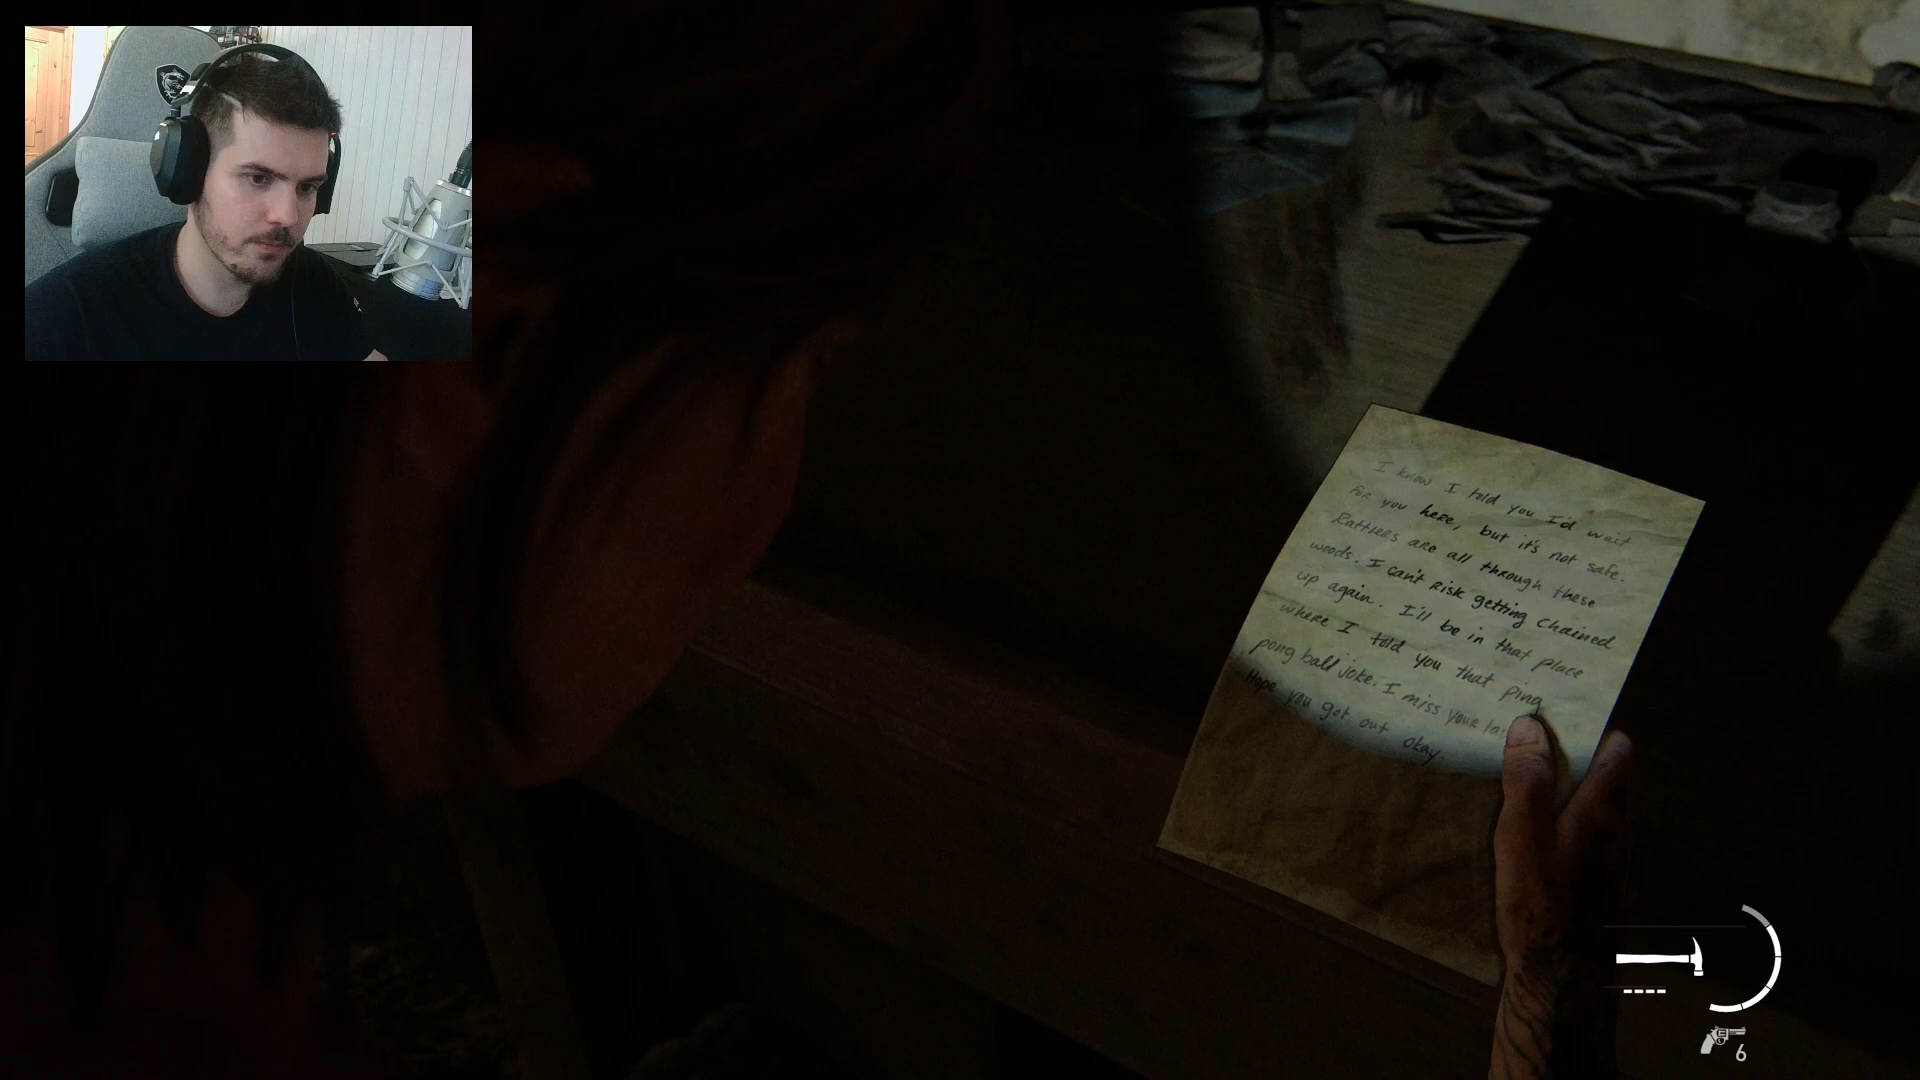 I know I told you I'd wait
for you here, but it's not safe.
Rattlers are all through these
woods. I can't risk getting chained
up again. I'll be in that place
where I told you that ping
pong ball joke. I miss your
Hope you got out okay
6